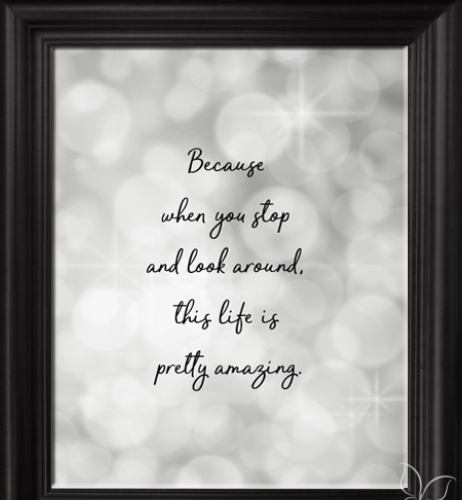 Because
when you stop
and look around,
this life is
pretty amazing.